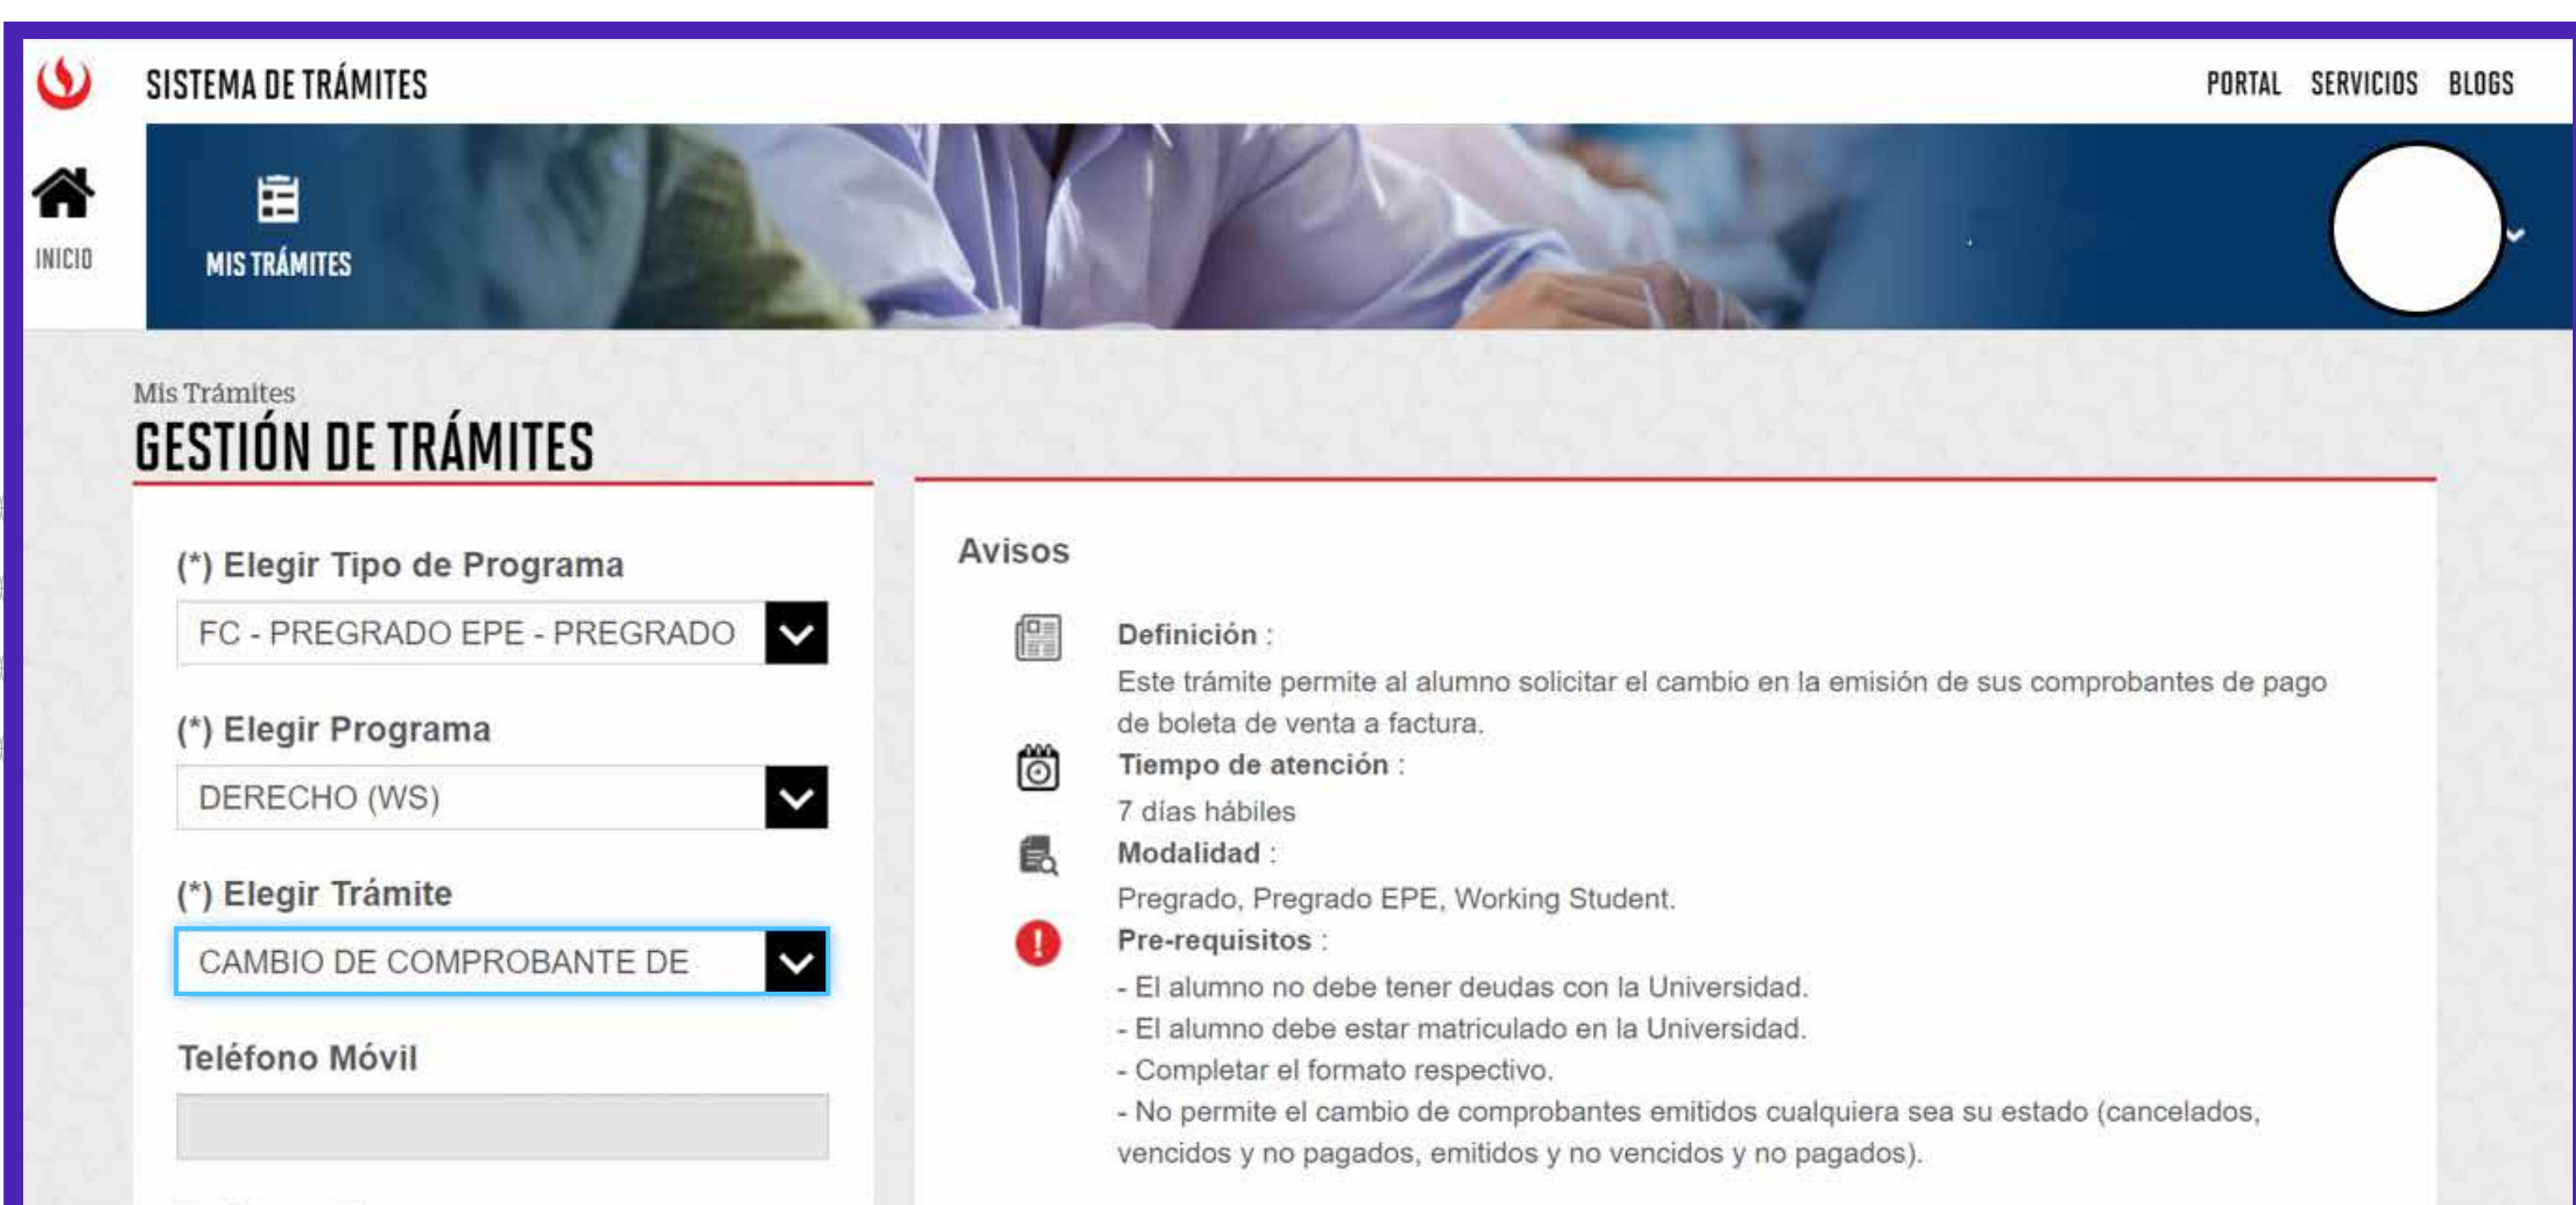 SISTEMA DE TRÁMITES
PORTAL SERVICIOS BLOGS
INICIO
MIS TRÁMITES
Mis Trámites
GESTIÓN DE TRÁMITES
(*) Elegir Tipo de Programa
FC - PREGRADO EPE - PREGRADO
(*) Elegir Programa
DERECHO (WS)
(*) Elegir Trámite
CAMBIO DE COMPROBANTE DE
Teléfono Móvil
Avisos
Definición :
Este trámite permite al alumno solicitar el cambio en la emisión de sus comprobantes de pago
de boleta de venta a factura.
Tiempo de atención :
7 días hábiles
Modalidad :
Pregrado, Pregrado EPE, Working Student.
Pre-requisitos :
- El alumno no debe tener deudas con la Universidad.
- El alumno debe estar matriculado en la Universidad.
- Completar el formato respectivo.
- No permite el cambio de comprobantes emitidos cualquiera sea su estado (cancelados,
vencidos y no pagados, emitidos y no vencidos y no pagados).